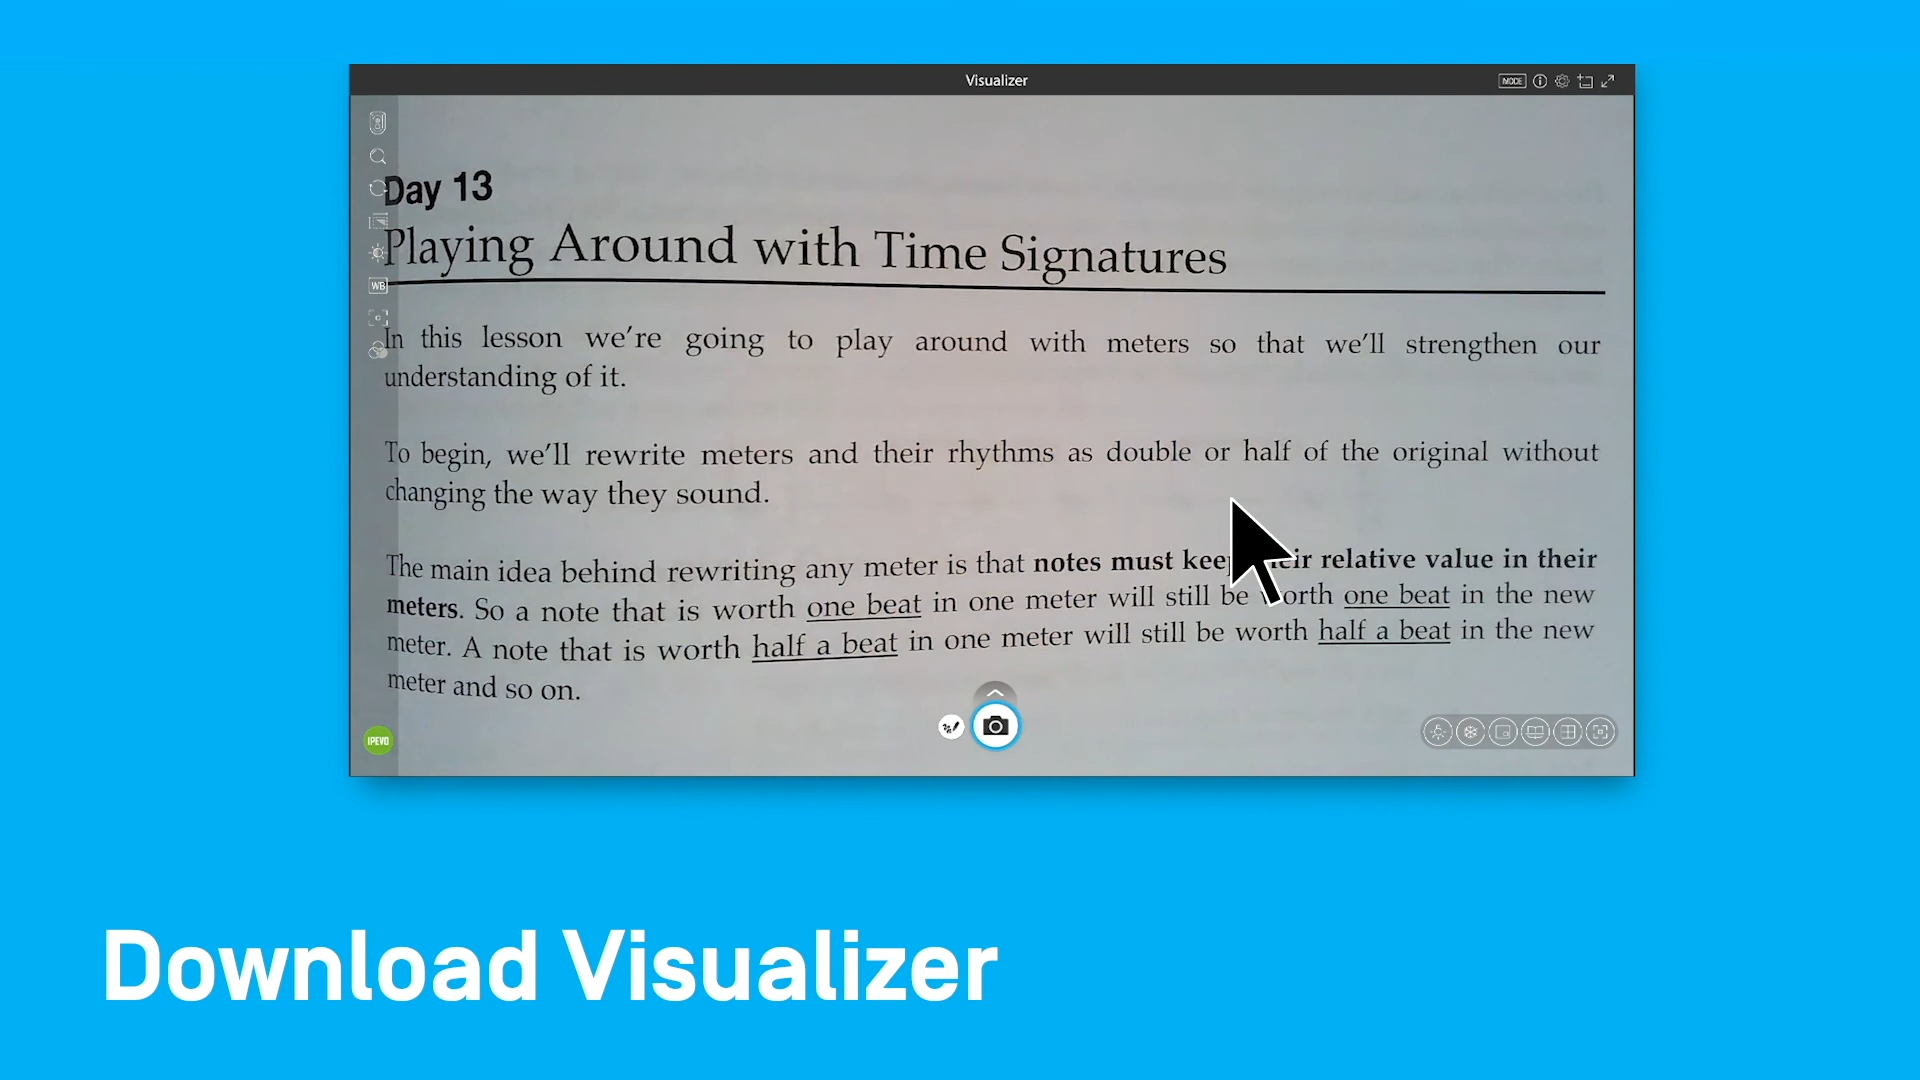 Visualizer
MODE
Day 13
Playing Around with Time Signatures
WB
In this lesson we're going to play around with meters so that we'll strengthen our
understanding of it.
To begin, we'll rewrite meters and their rhythms as double or half of the original without
changing the way they sound.
The main idea behind rewriting any meter is that notes must keep their relative value in their
meters. So a note that is worth one beat in one meter will still be worth one beat in the new
meter. A note that is worth half a beat in one meter will still be worth half a beat in the new
meter and so on.
IPEVO
Download Visualizer